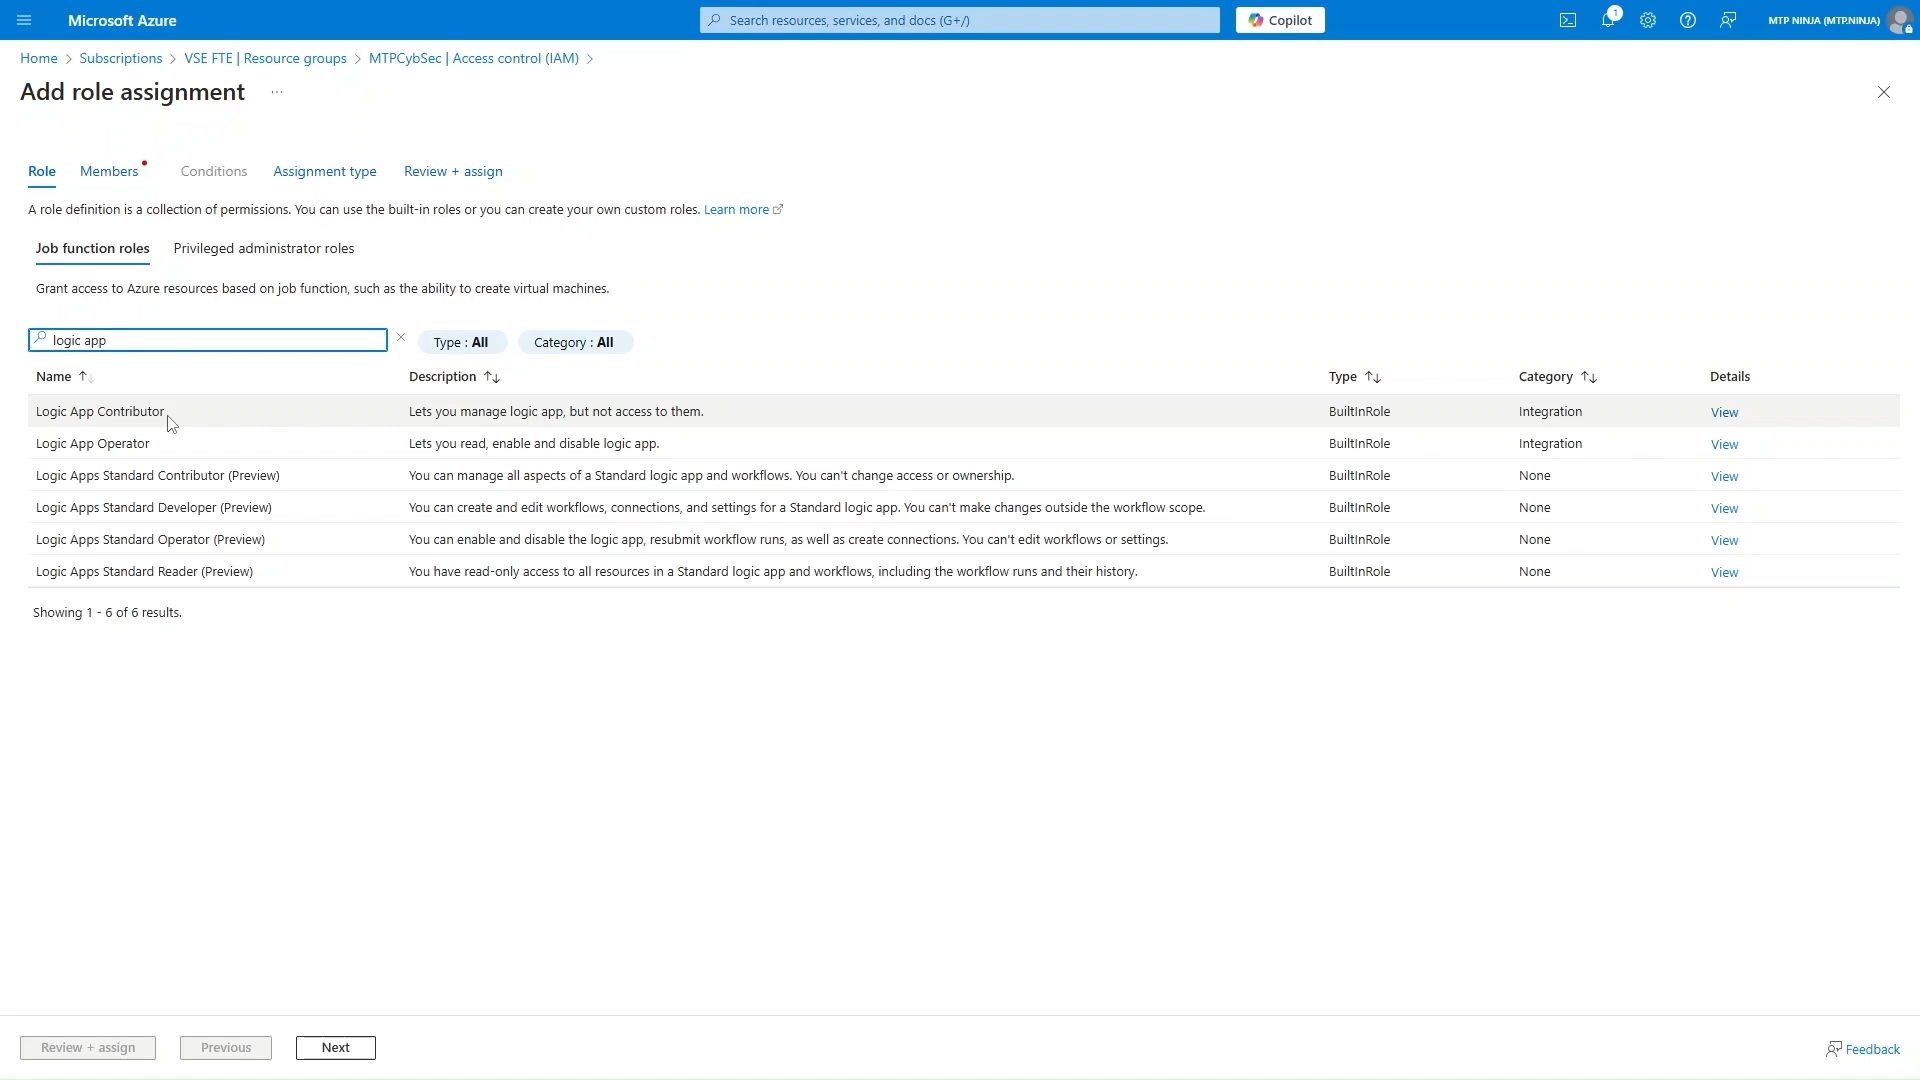 Microsoft Azure
Search resources, services, and docs (G+/)
Copilot
1
MTP NINJA (MTP.NINJA)
Home > Subscriptions > VSE FTE | Resource groups > MTPCybSec | Access control (IAM) >
Add role assignment ...
Role Members Conditions Assignment type Review + assign
A role definition is a collection of permissions. You can use the built-in roles or you can create your own custom roles. Learn more
Job function roles Privileged administrator roles
Grant access to Azure resources based on job function, such as the ability to create virtual machines.
logic app Type : All Category : All
Name ↑↓ Description ↑↓ Type ↑↓ Category ↑↓ Details
Logic App Contributor Lets you manage logic app, but not access to them. BuiltInRole Integration View
Logic App Operator Lets you read, enable and disable logic app. BuiltInRole Integration View
Logic Apps Standard Contributor (Preview) You can manage all aspects of a Standard logic app and workflows. You can't change access or ownership. BuiltInRole None View
Logic Apps Standard Developer (Preview) You can create and edit workflows, connections, and settings for a Standard logic app. You can't make changes outside the workflow scope. BuiltInRole None View
Logic Apps Standard Operator (Preview) You can enable and disable the logic app, resubmit workflow runs, as well as create connections. You can't edit workflows or settings. BuiltInRole None View
Logic Apps Standard Reader (Preview) You have read-only access to all resources in a Standard logic app and workflows, including the workflow runs and their history. BuiltInRole None View
Showing 1 - 6 of 6 results.
Review + assign Previous Next Feedback